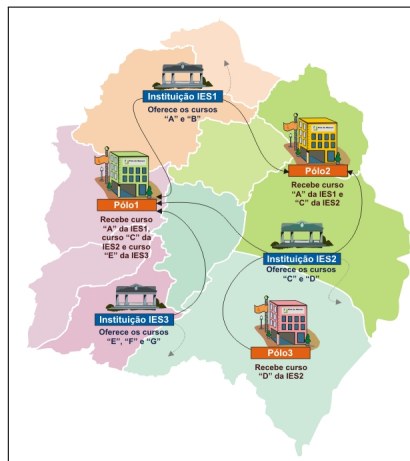 Instituição IES1
Oferece os cursos
“A” e “B”
Pólo2
Recebe curso
“A” da IES1 e
“C” da IES2
Pólo1
Recebe curso
“A” da IES1,
curso “C” da
IES2 e curso
“E” da IES3
Instituição IES2
Oferece os cursos
“C” e “D”
Instituição IES3
Oferece os cursos
“E”, “F” e “G”
Pólo3
Recebe curso
“D” da IES2